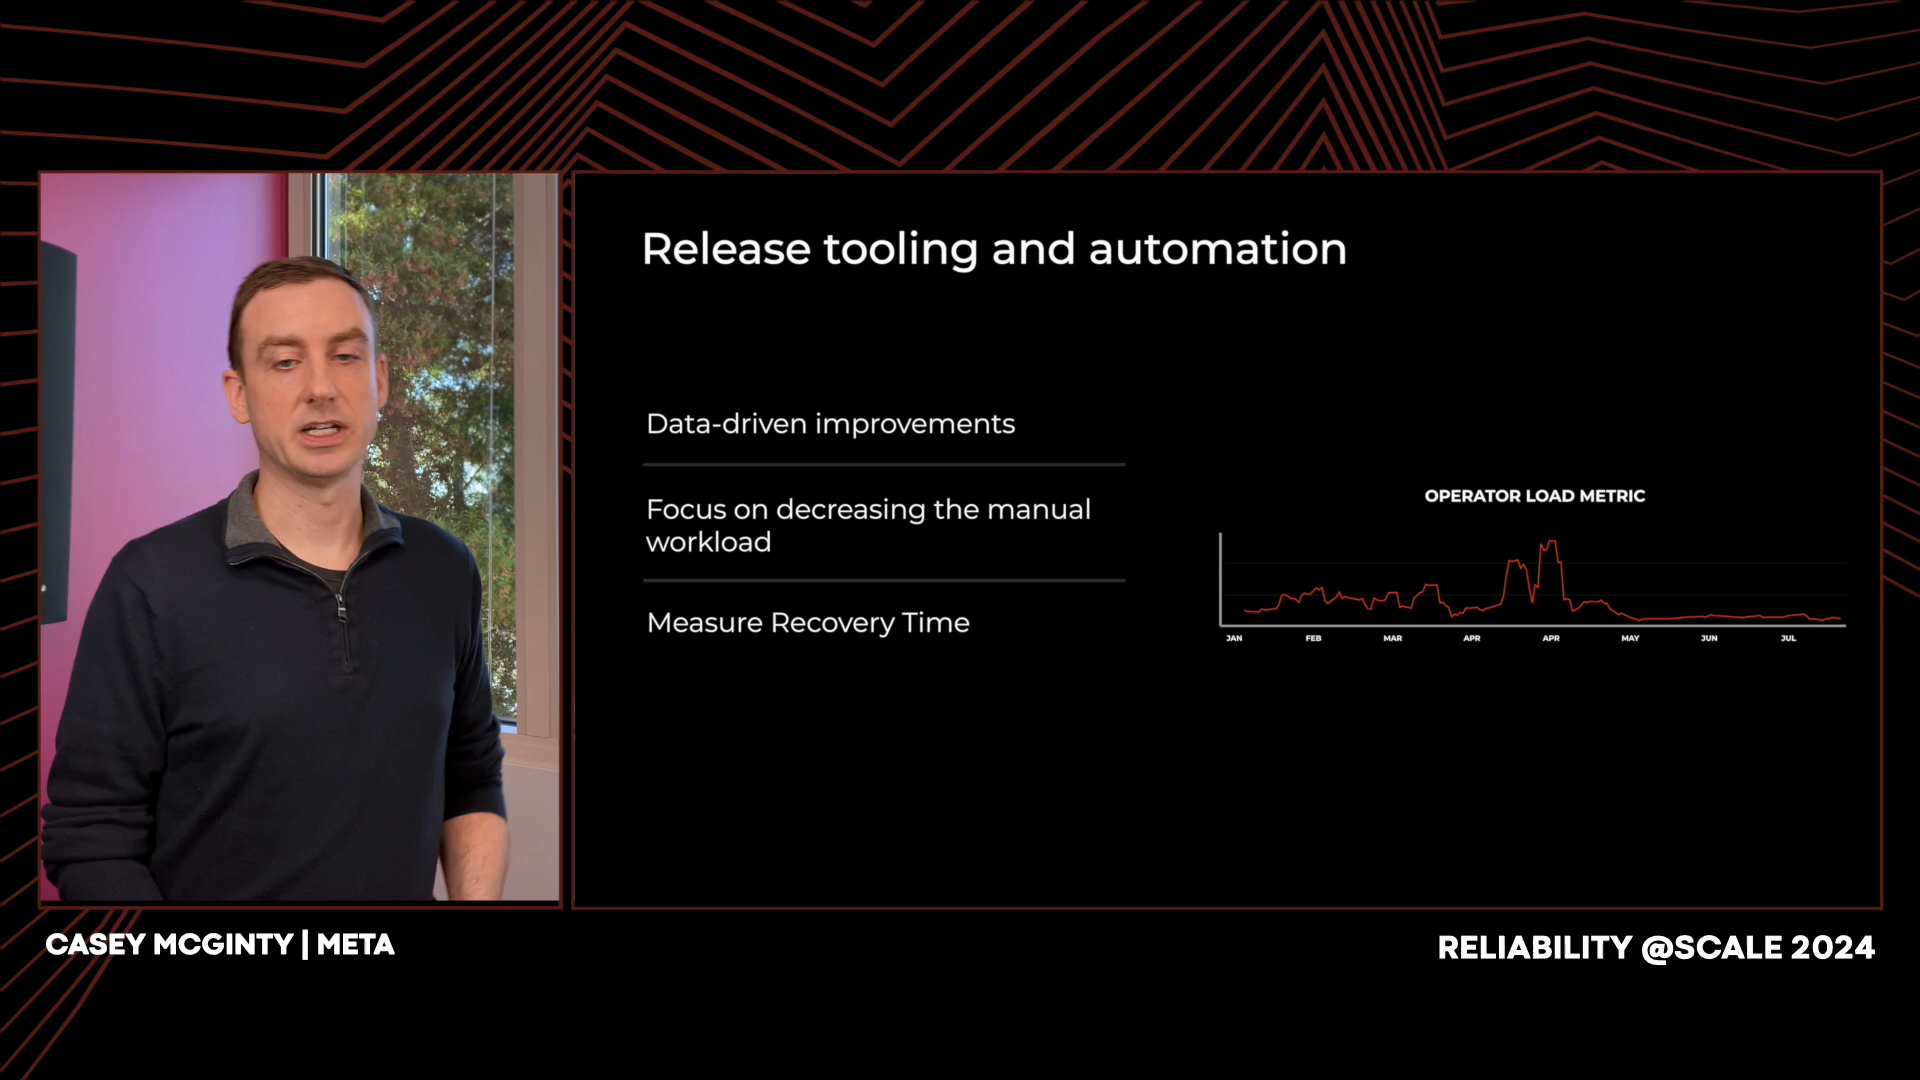 Release tooling and automation
Data-driven improvements
Focus on decreasing the manual
workload
Measure Recovery Time
OPERATOR LOAD METRIC
JAN FEB MAR APR APR MAY JUN JUL
CASEY MCGINTY | META
RELIABILITY @SCALE 2024